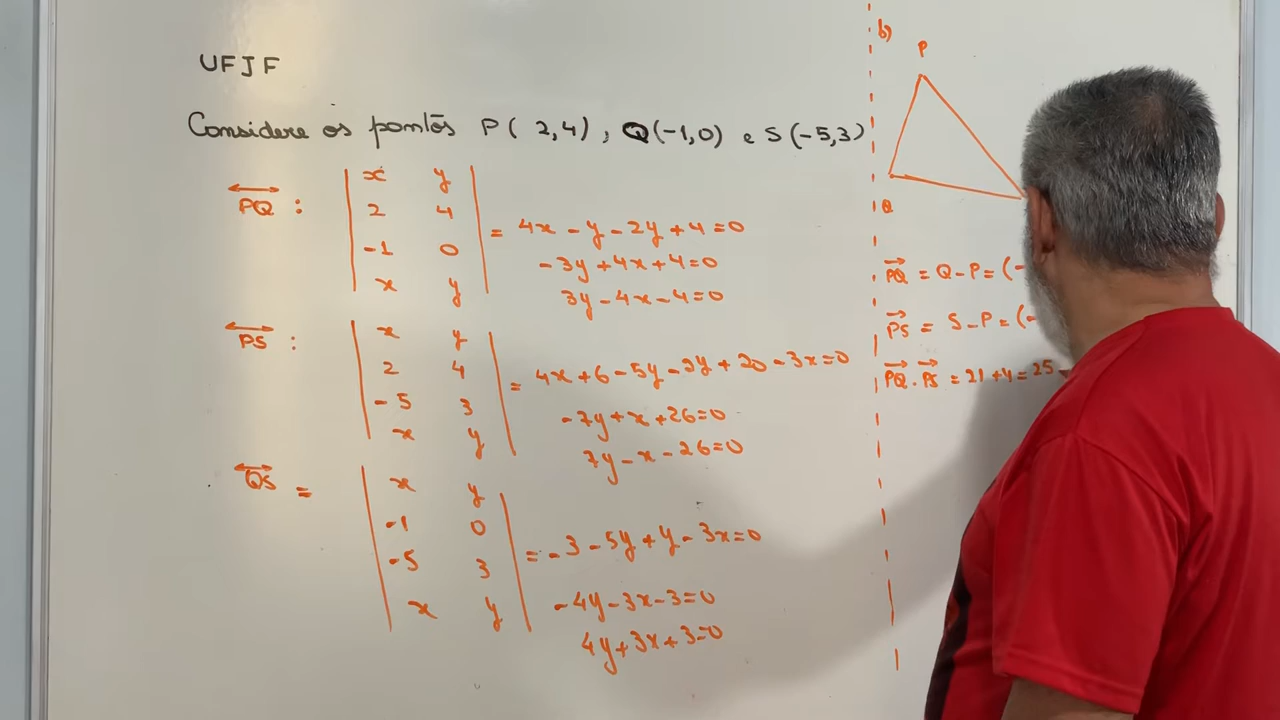 UFJF
Considere os pontos P(2,4), Q(-1,0) e S(-5,3)
PQ :
x y
2 4
-1 0
x y
= 4x - y - 2y + 4 = 0
-3y + 4x + 4 = 0
3y - 4x - 4 = 0
PS :
x y
2 4
-5 3
x y
= 4x + 6 - 5y - 2y + 20 - 3x = 0
-7y + x + 26 = 0
7y - x - 26 = 0
QS =
x y
-1 0
-5 3
x y
= -3 - 5y + y - 3x = 0
-4y - 3x - 3 = 0
4y + 3x + 3 = 0
b)
P
Q
PQ = Q - P = (-
PS = S - P = (-
PQ . PS = 21 + 4 = 25